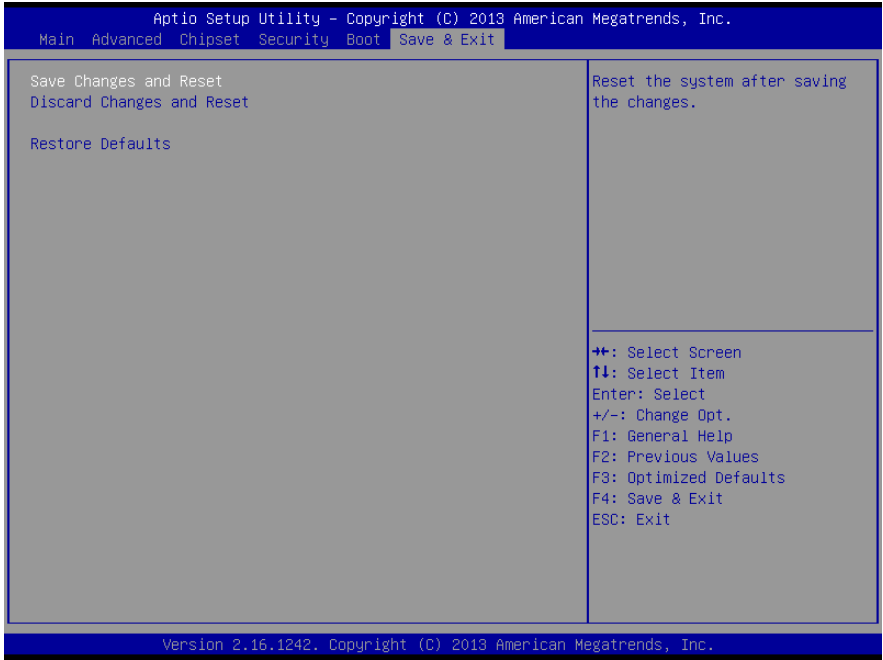 Aptio Setup Utility – Copyright (C) 2013 American Megatrends, Inc.
Main Advanced Chipset Security Boot Save & Exit
Save Changes and Reset
Discard Changes and Reset
Restore Defaults
Reset the system after saving
the changes.
→←: Select Screen
↑↓: Select Item
Enter: Select
+/-: Change Opt.
F1: General Help
F2: Previous Values
F3: Optimized Defaults
F4: Save & Exit
ESC: Exit
Version 2.16.1242. Copyright (C) 2013 American Megatrends, Inc.